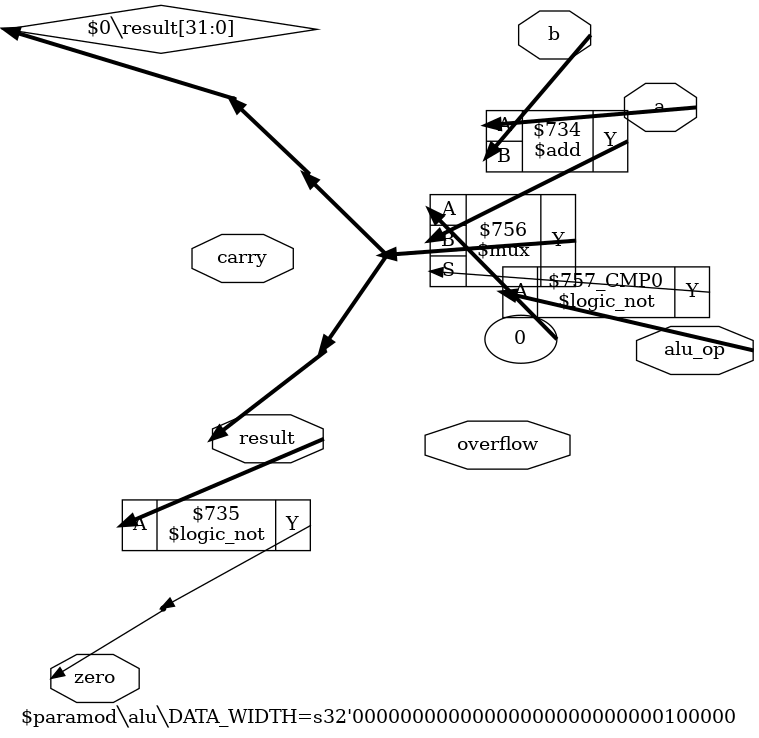 $0\result[31:0]
b
a
A
B
$734
$add
Y
A
B
S
$756
$mux
Y
carry
A
$757_CMP0
$logic_not
Y
0
alu_op
result
overflow
A
$735
$logic_not
Y
zero
$paramod\alu\DATA_WIDTH=s32'00000000000000000000000000100000